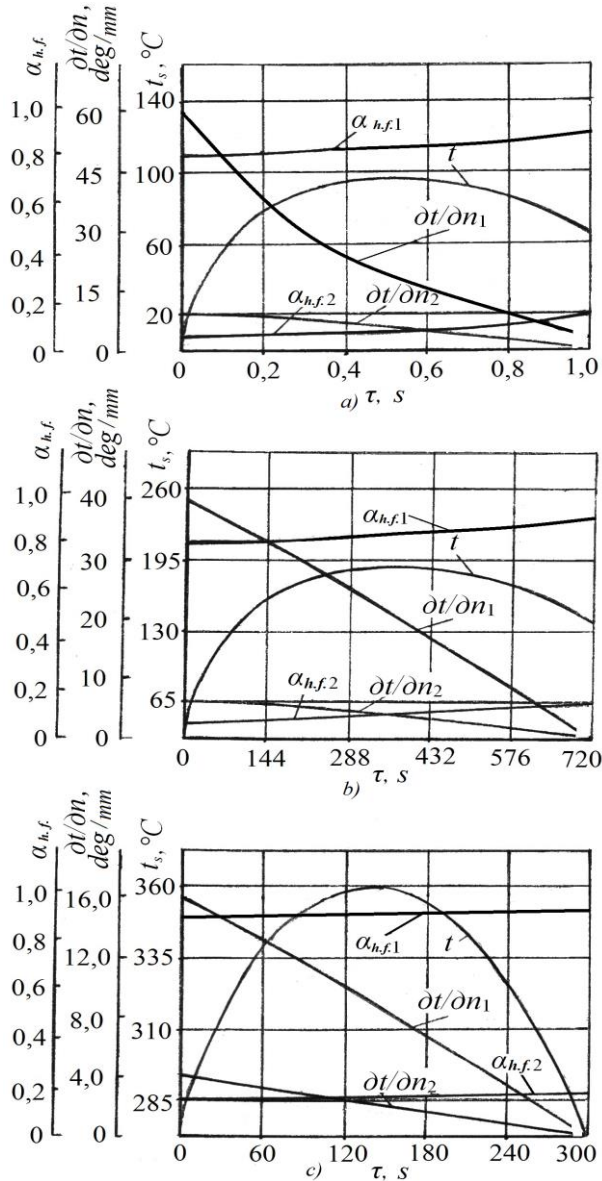 α h.f.
∂t/∂n,
deg/mm
t s, °C
1,0
0,8
0,6
0,4
0,2
0
60
45
30
15
0
140
100
60
20
α h.f.1
t
∂t/∂n1
α h.f.2
∂t/∂n2
0
0,2
0,4
0,6
0,8
1,0
a) τ, s
α h.f.
∂t/∂n,
deg/mm
t s, °C
1,0
0,8
0,6
0,4
0,2
0
40
30
20
10
0
260
195
130
65
α h.f.1
t
∂t/∂n1
α h.f.2
∂t/∂n2
0
144
288
432
576
720
τ, s
b)
α h.f.
∂t/∂n,
deg/mm
t s, °C
1,0
0,8
0,6
0,4
0,2
0
16,0
12,0
8,0
4,0
0
360
335
310
285
α h.f.1
t
∂t/∂n1
α h.f.2
∂t/∂n2
0
60
120
180
240
300
c) τ, s